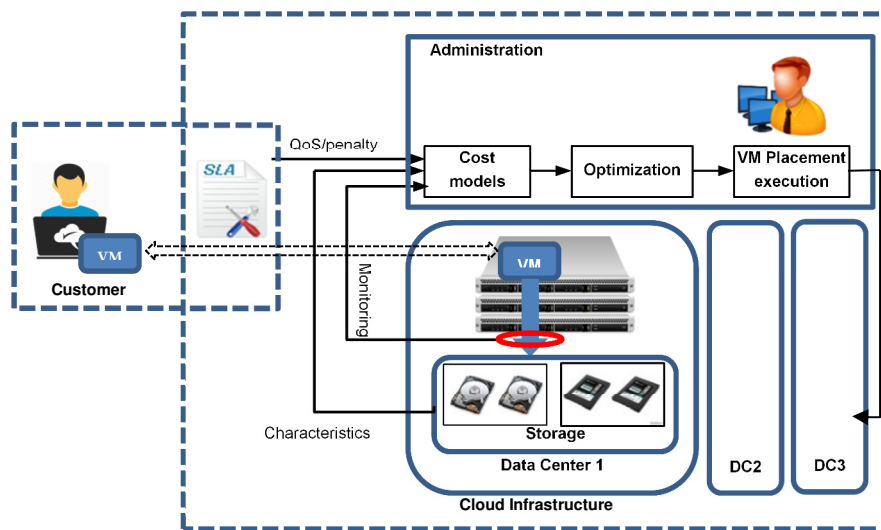 Administration
QoS/penalty
SLA
Cost
models
Optimization
VM Placement
execution
VM
VM
Customer
Monitoring
Characteristics
Storage
Data Center 1
DC2
DC3
Cloud Infrastructure